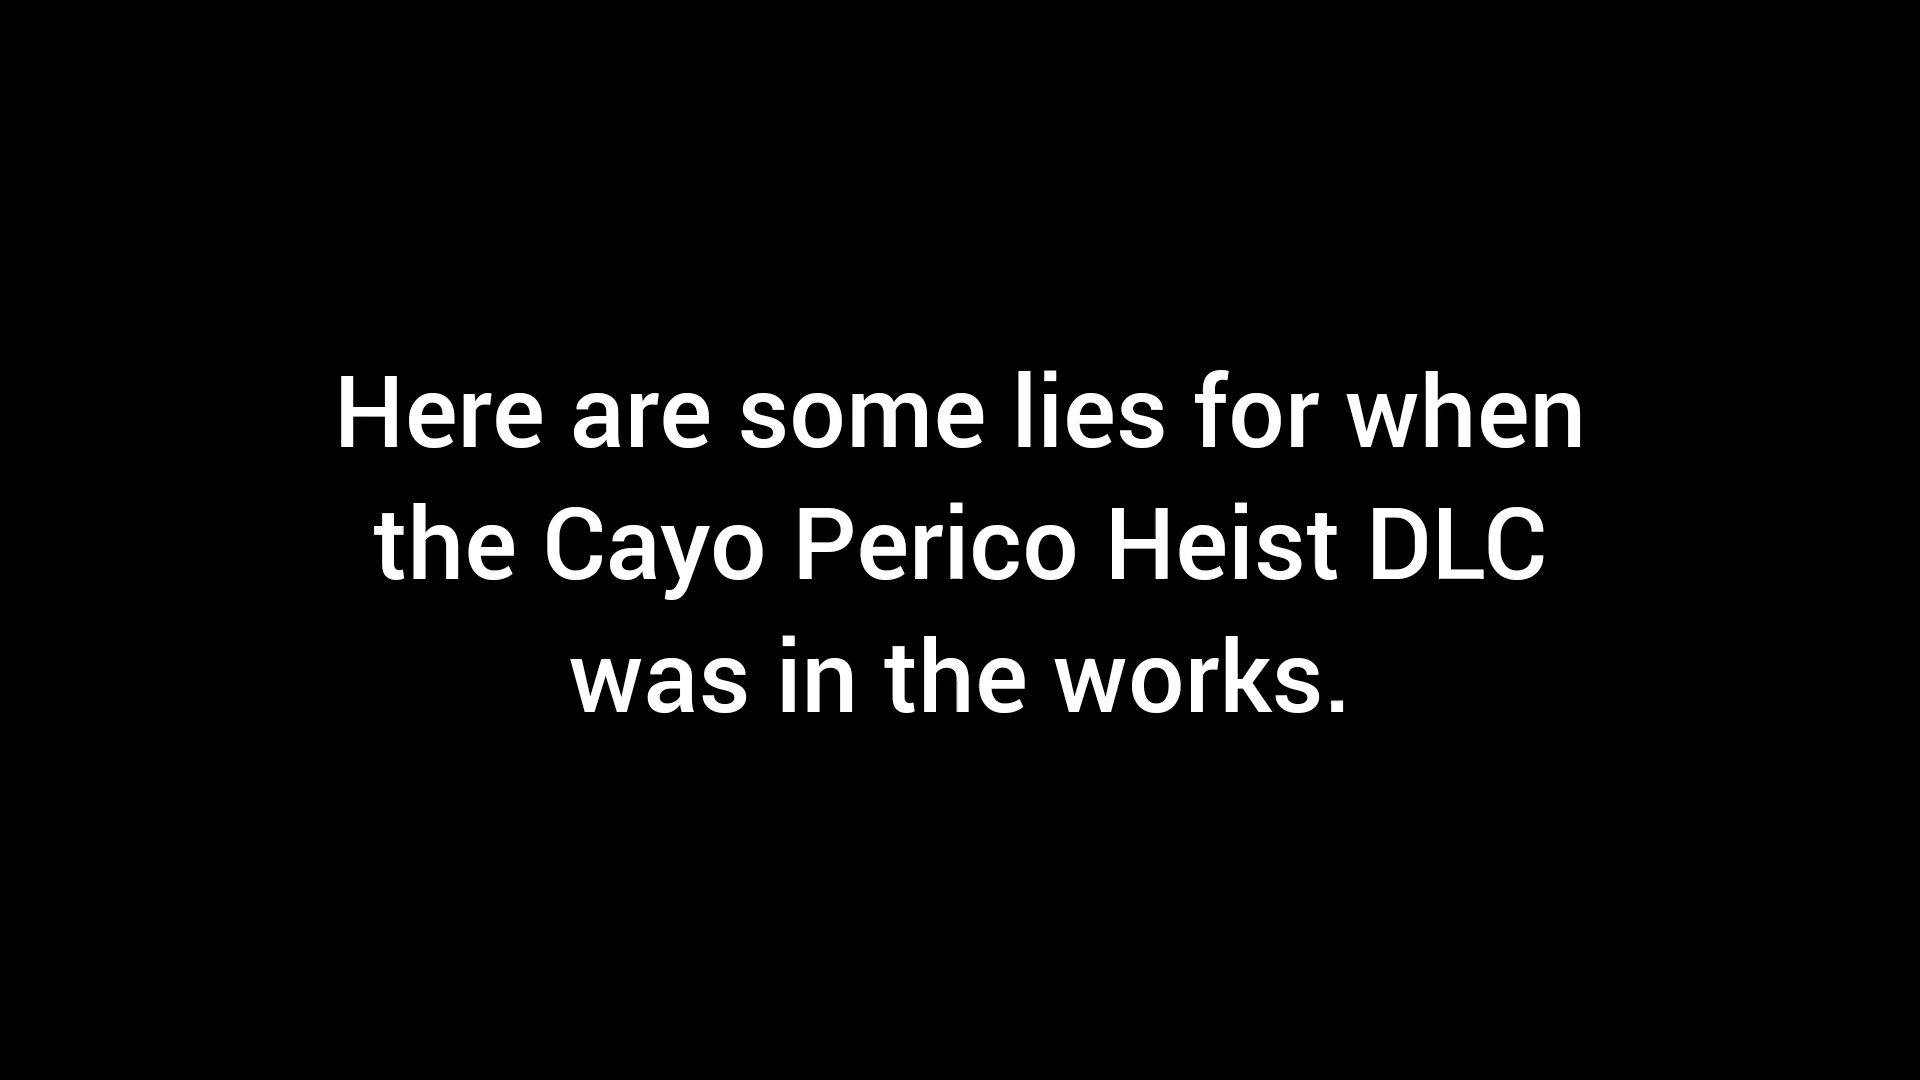 Here are some lies for when
the Cayo Perico Heist DLC
was in the works.